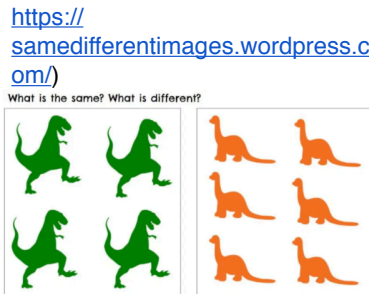 https://
samedifferentimages.wordpress.c
om/)
What is the same? What is different?